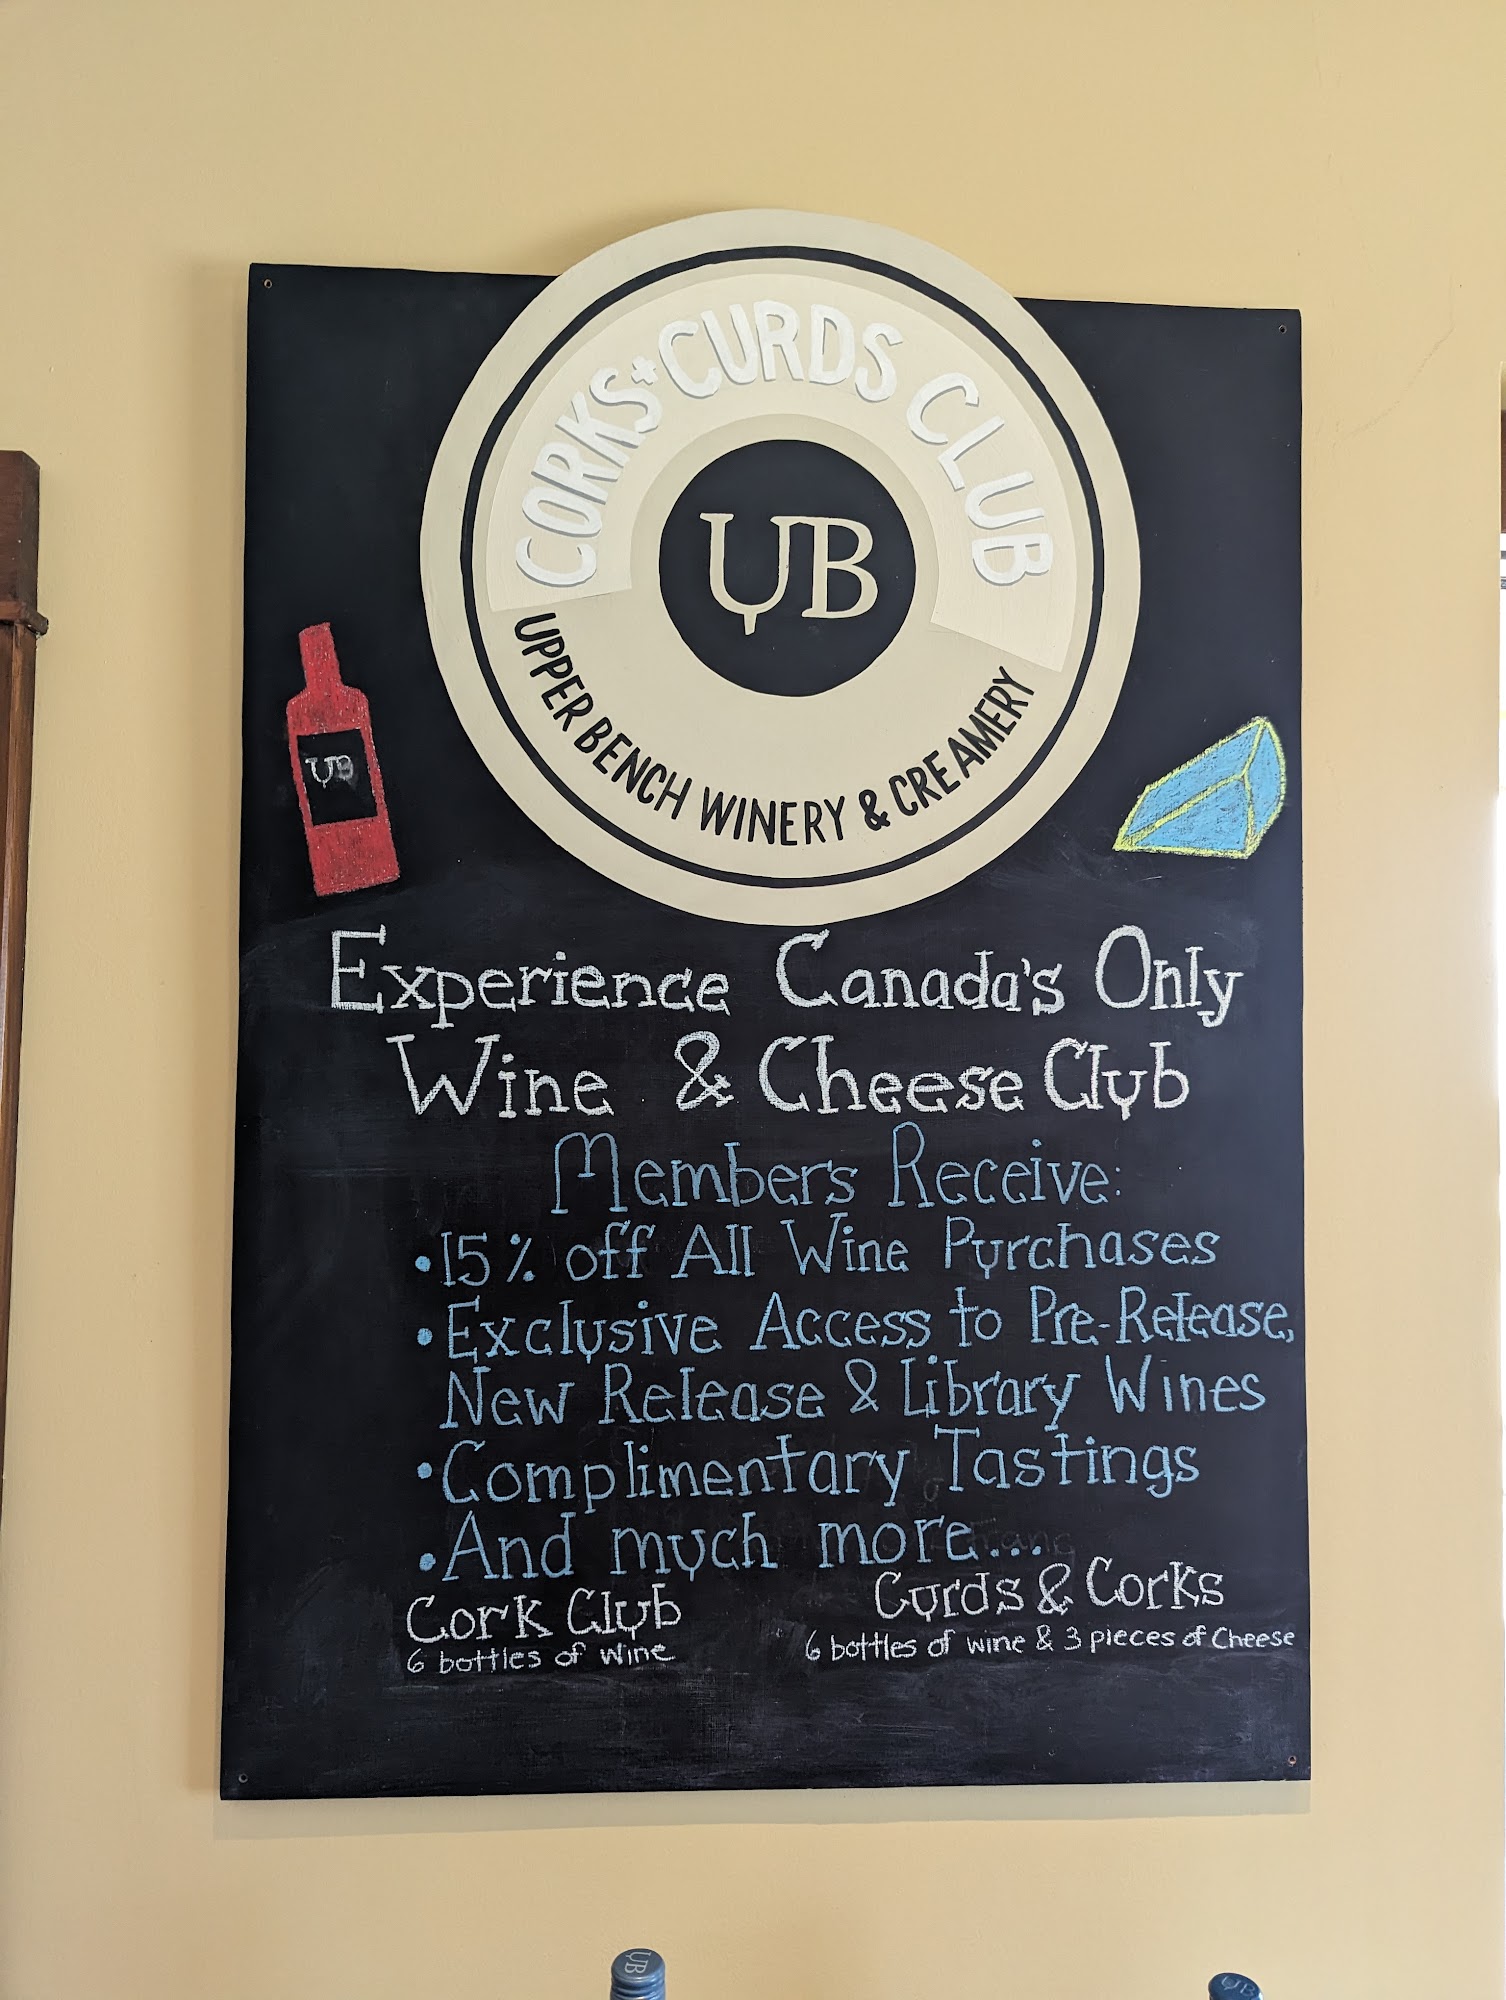 CORKS + CURDS CLUB
UB
UPPER BENCH WINERY & CREAMERY
UB
Experience Canada's Only
Wine & Cheese Club
Members Receive:
• 15% off All Wine Purchases
• Exclusive Access to Pre-Release,
New Release & Library Wines
• Complimentary Tastings
• And much more...
Cork Club
6 bottles of wine
Curds & Corks
6 bottles of wine & 3 pieces of Cheese
UB
UB